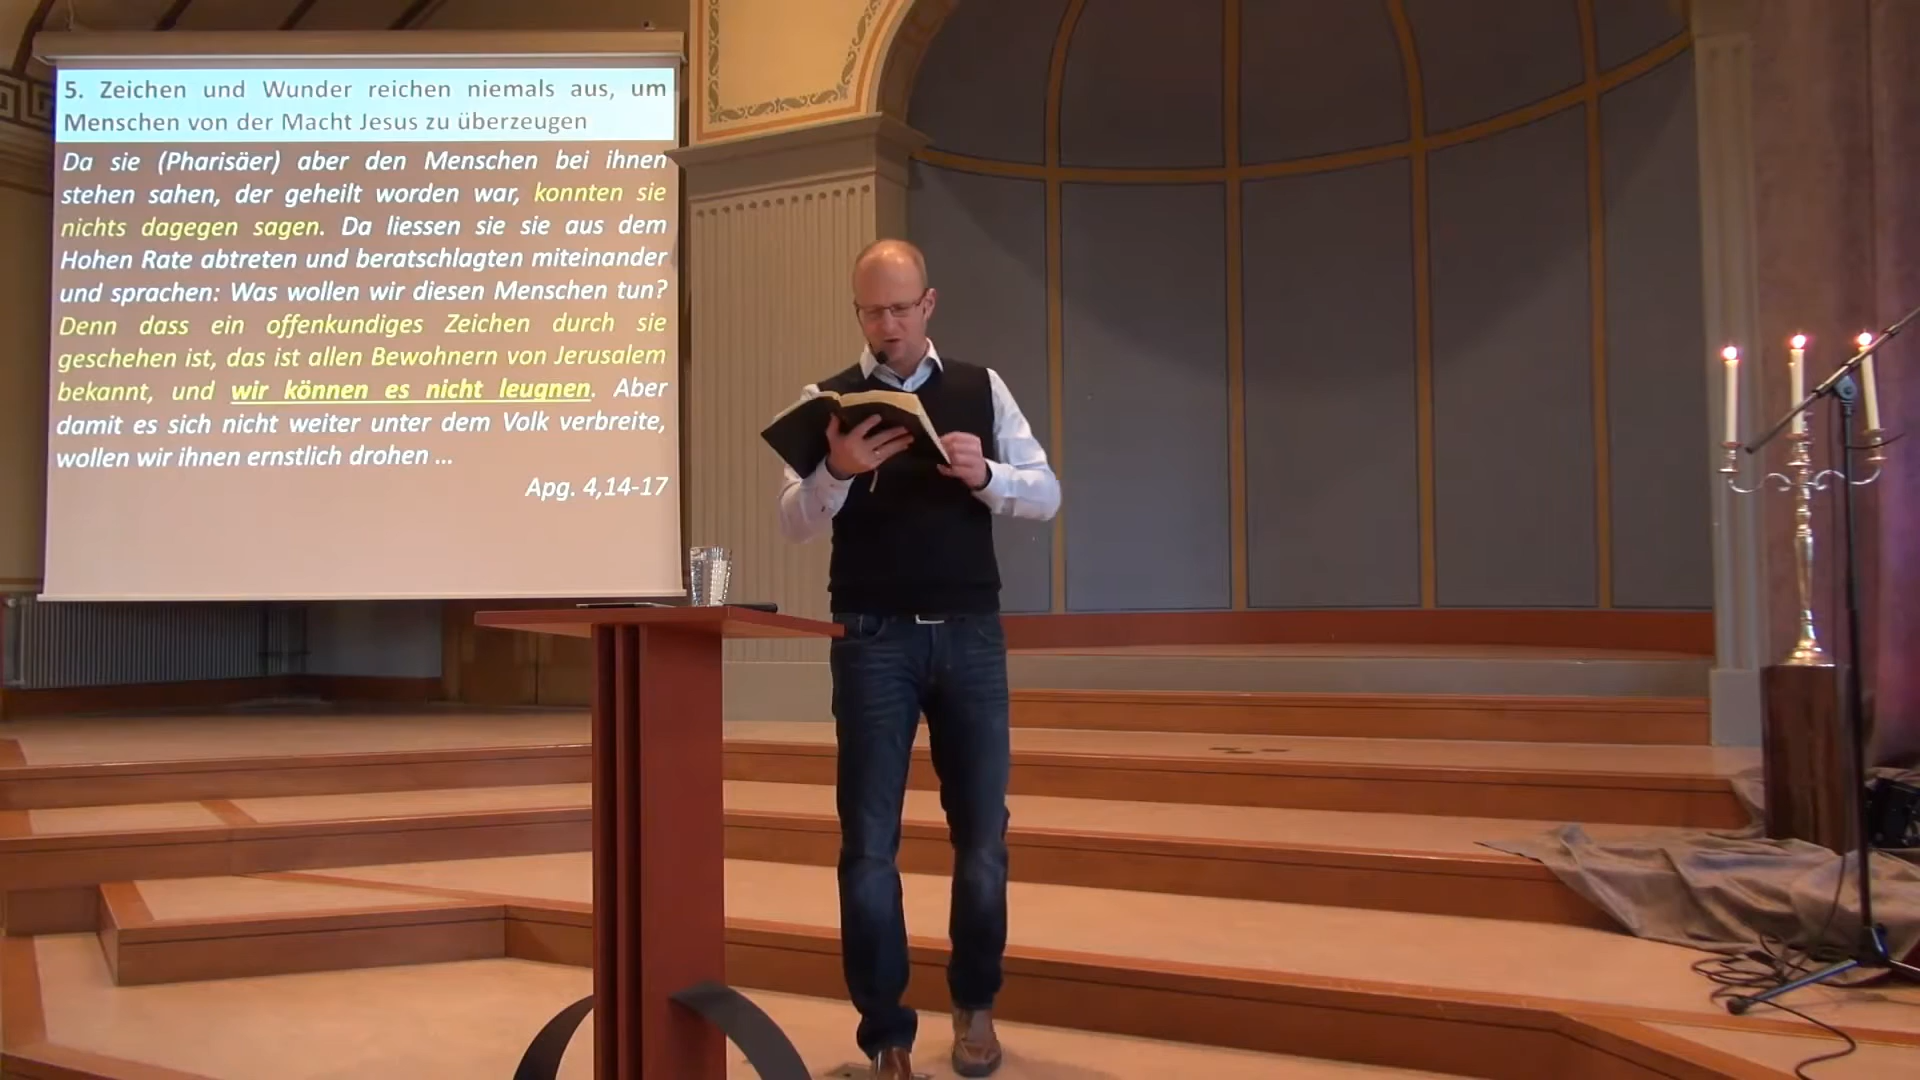 5. Zeichen und Wunder reichen niemals aus, um
Menschen von der Macht Jesus zu überzeugen
Da sie (Pharisäer) aber den Menschen bei ihnen
stehen sahen, der geheilt worden war, konnten sie
nichts dagegen sagen. Da liessen sie sie aus dem
Hohen Rate abtreten und beratschlagten miteinander
und sprachen: Was wollen wir diesen Menschen tun?
Denn dass ein offenkundiges Zeichen durch sie
geschehen ist, das ist allen Bewohnern von Jerusalem
bekannt, und wir können es nicht leugnen. Aber
damit es sich nicht weiter unter dem Volk verbreite,
wollen wir ihnen ernstlich drohen ...
Apg. 4,14-17